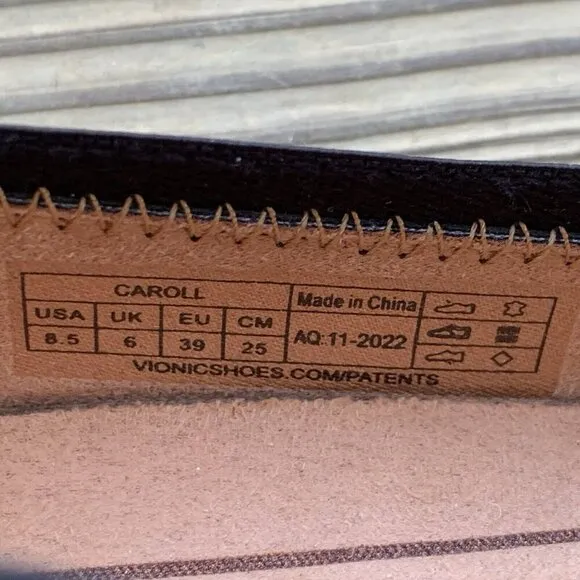 CAROLL
USA UK EU CM
8.5 6 39 25
Made in China
AQ:11-2022
VIONICSHOES.COM/PATENTS